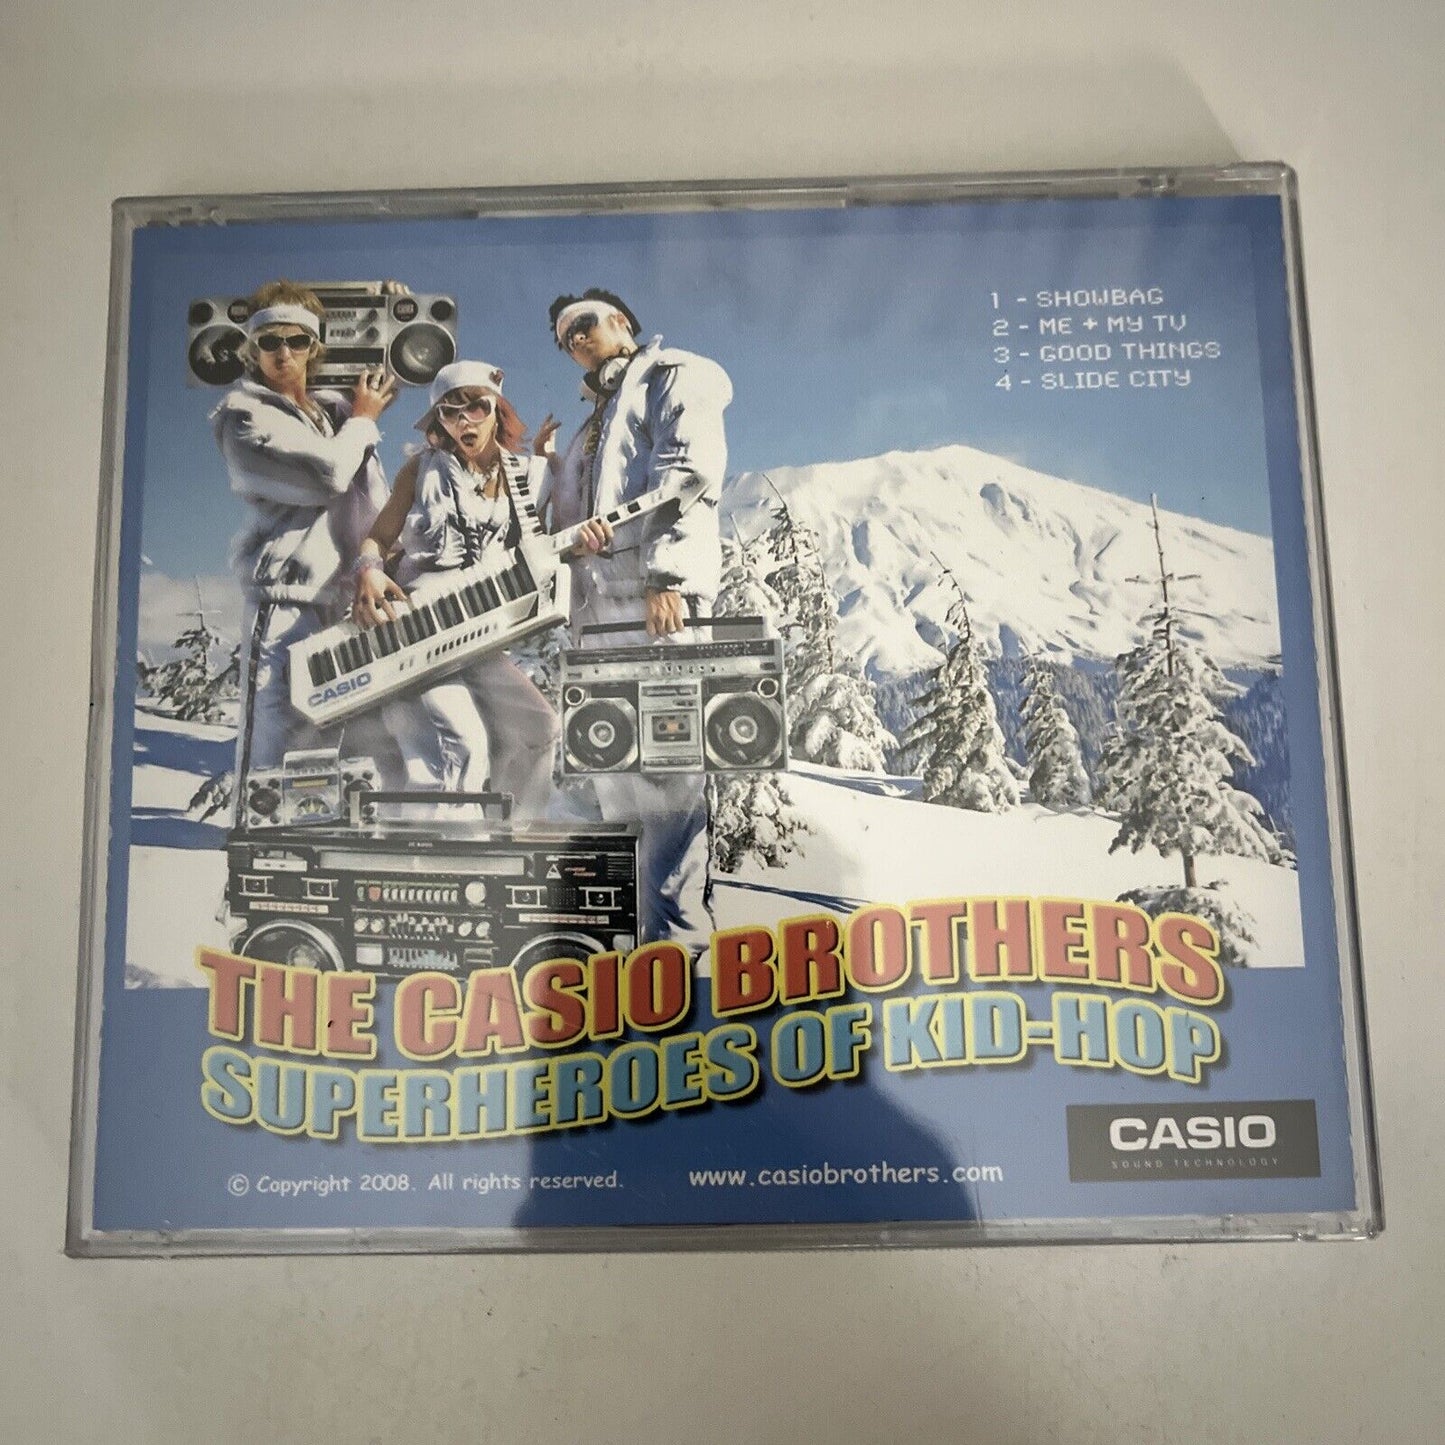 1 - SHOWBAG
2 - ME + MY TV
3 - GOOD THINGS
4 - SLIDE CITY
CASIO
THE CASIO BROTHERS
SUPERHEROES OF KID-HOP
CASIO
SOUND TECHNOLOGY
© Copyright 2008. All rights reserved.
www.casiobrothers.com